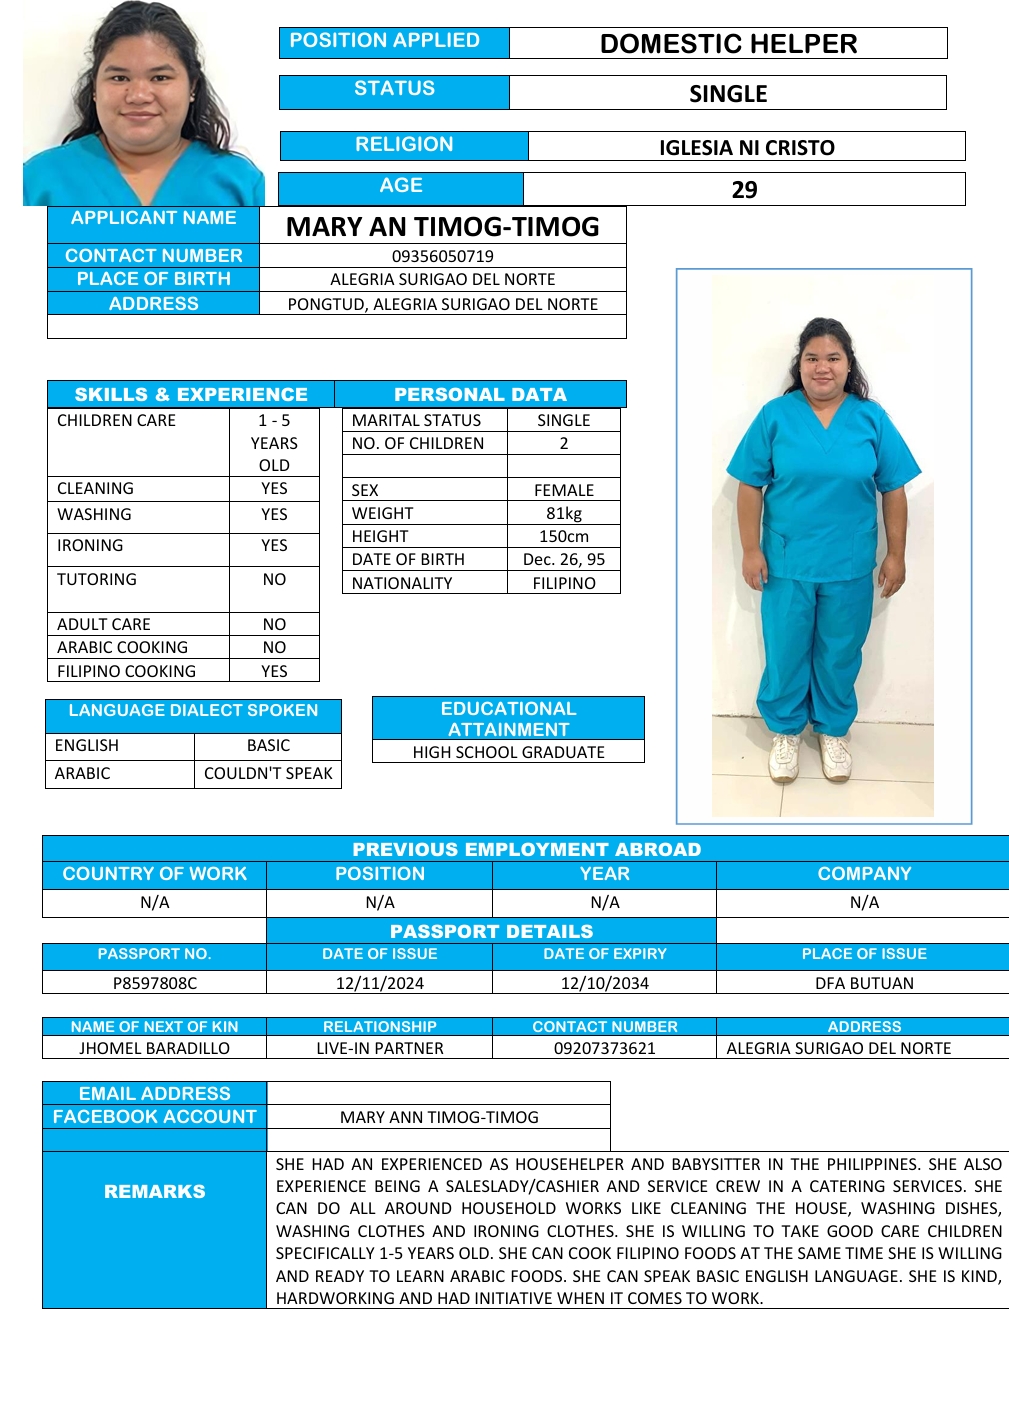 POSITION APPLIED DOMESTIC HELPER
STATUS SINGLE
RELIGION IGLESIA NI CRISTO
AGE 29
APPLICANT NAME MARY AN TIMOG-TIMOG
CONTACT NUMBER 09356050719
PLACE OF BIRTH ALEGRIA SURIGAO DEL NORTE
ADDRESS PONGTUD, ALEGRIA SURIGAO DEL NORTE
SKILLS & EXPERIENCE
CHILDREN CARE 1 - 5
YEARS
OLD
CLEANING YES
WASHING YES
IRONING YES
TUTORING NO
ADULT CARE NO
ARABIC COOKING NO
FILIPINO COOKING YES
PERSONAL DATA
MARITAL STATUS SINGLE
NO. OF CHILDREN 2
SEX FEMALE
WEIGHT 81kg
HEIGHT 150cm
DATE OF BIRTH Dec. 26, 95
NATIONALITY FILIPINO
LANGUAGE DIALECT SPOKEN
ENGLISH BASIC
ARABIC COULDN'T SPEAK
EDUCATIONAL
ATTAINMENT
HIGH SCHOOL GRADUATE
PREVIOUS EMPLOYMENT ABROAD
COUNTRY OF WORK POSITION YEAR COMPANY
N/A N/A N/A N/A
PASSPORT DETAILS
PASSPORT NO. DATE OF ISSUE DATE OF EXPIRY PLACE OF ISSUE
P8597808C 12/11/2024 12/10/2034 DFA BUTUAN
NAME OF NEXT OF KIN RELATIONSHIP CONTACT NUMBER ADDRESS
JHOMEL BARADILLO LIVE-IN PARTNER 09207373621 ALEGRIA SURIGAO DEL NORTE
EMAIL ADDRESS
FACEBOOK ACCOUNT MARY ANN TIMOG-TIMOG
REMARKS
SHE HAD AN EXPERIENCED AS HOUSEHELPER AND BABYSITTER IN THE PHILIPPINES. SHE ALSO
EXPERIENCE BEING A SALESLADY/CASHIER AND SERVICE CREW IN A CATERING SERVICES. SHE
CAN DO ALL AROUND HOUSEHOLD WORKS LIKE CLEANING THE HOUSE, WASHING DISHES,
WASHING CLOTHES AND IRONING CLOTHES. SHE IS WILLING TO TAKE GOOD CARE CHILDREN
SPECIFICALLY 1-5 YEARS OLD. SHE CAN COOK FILIPINO FOODS AT THE SAME TIME SHE IS WILLING
AND READY TO LEARN ARABIC FOODS. SHE CAN SPEAK BASIC ENGLISH LANGUAGE. SHE IS KIND,
HARDWORKING AND HAD INITIATIVE WHEN IT COMES TO WORK.